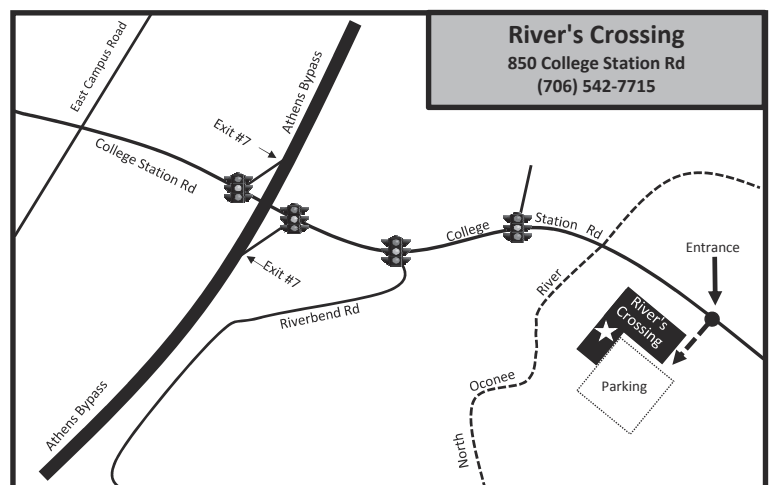 River's Crossing
850 College Station Rd
(706) 542-7715
East Campus Road
Athens Bypass
Exit #7
College Station Rd
College Station Rd
Entrance
Exit #7
River
River's
Crossing
Riverbend Rd
Parking
Oconee
Athens Bypass
North